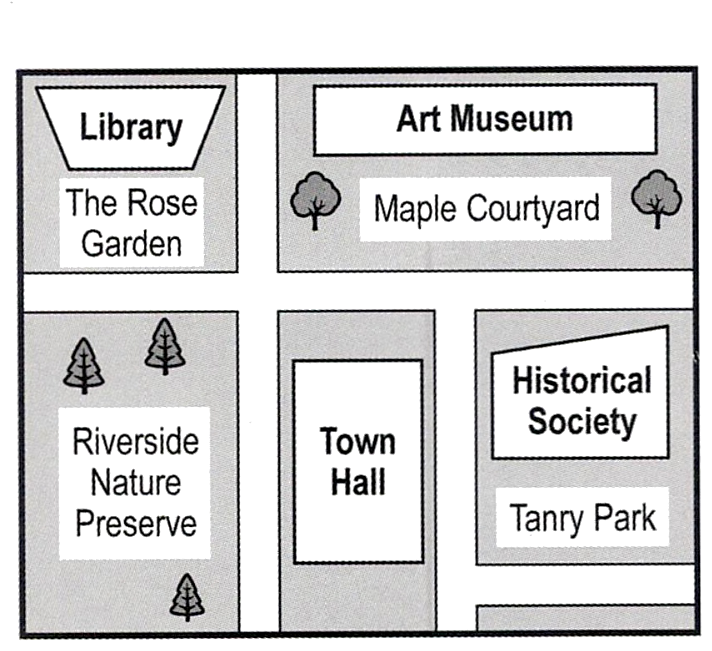 Library
The Rose
Garden
Art Museum
Maple Courtyard
Riverside
Nature
Preserve
Town
Hall
Historical
Society
Tanry Park